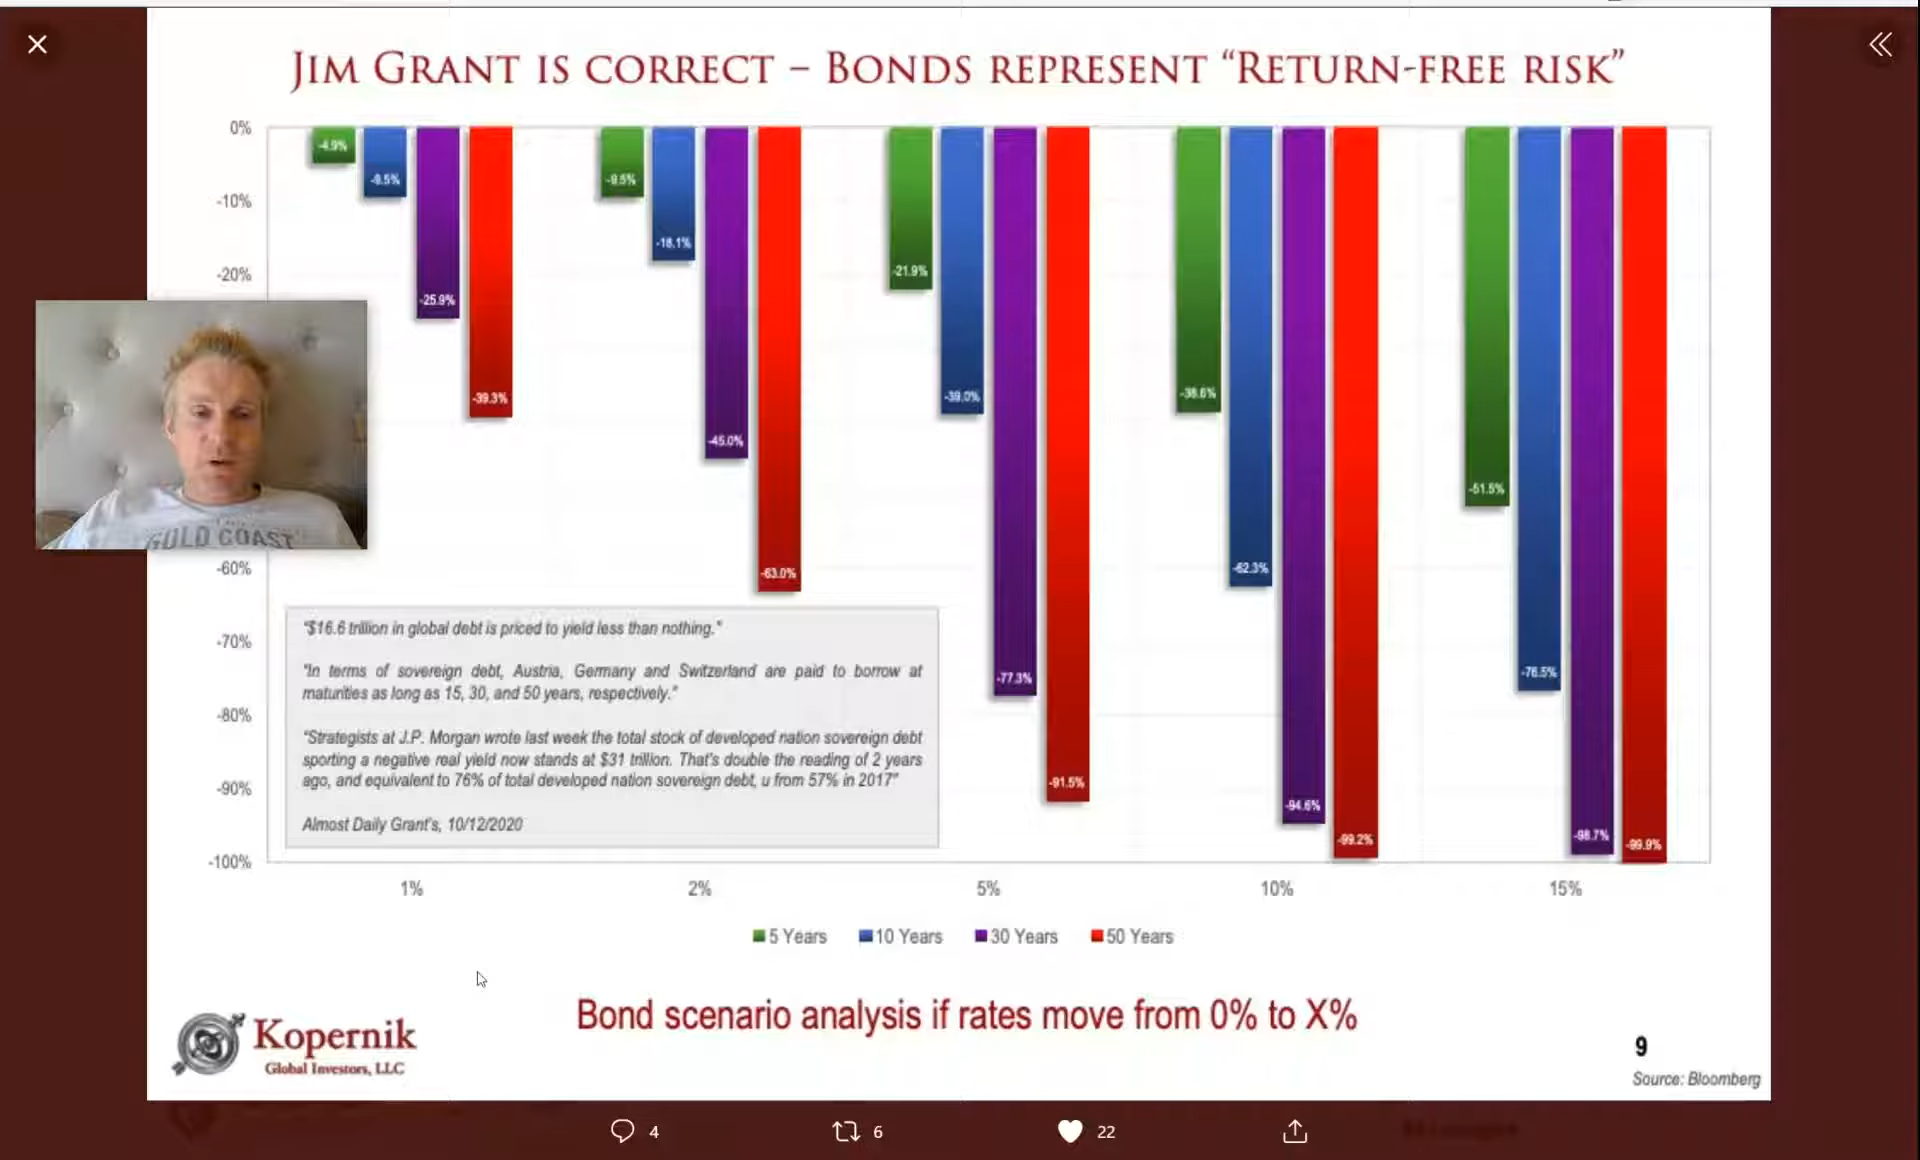 JIM GRANT IS CORRECT – BONDS REPRESENT “RETURN-FREE RISK”
0%
-10%
-20%
-60%
-70%
-80%
-90%
-100%
-4.9%
-9.5%
-25.9%
-39.3%
-9.5%
-18.1%
-45.0%
-63.0%
-21.9%
-39.0%
-77.3%
-91.5%
-38.6%
-62.3%
-94.6%
-99.2%
-51.5%
-76.5%
-98.7%
-99.9%
GOLD COAST
“$16.6 trillion in global debt is priced to yield less than nothing.”
“In terms of sovereign debt, Austria, Germany and Switzerland are paid to borrow at
maturities as long as 15, 30, and 50 years, respectively.”
“Strategists at J.P. Morgan wrote last week the total stock of developed nation sovereign debt
sporting a negative real yield now stands at $31 trillion. That’s double the reading of 2 years
ago, and equivalent to 76% of total developed nation sovereign debt, u from 57% in 2017”
Almost Daily Grant’s, 10/12/2020
1% 2% 5% 10% 15%
5 Years 10 Years 30 Years 50 Years
Bond scenario analysis if rates move from 0% to X%
Kopernik
Global Investors, LLC
9
Source: Bloomberg
4 6 22